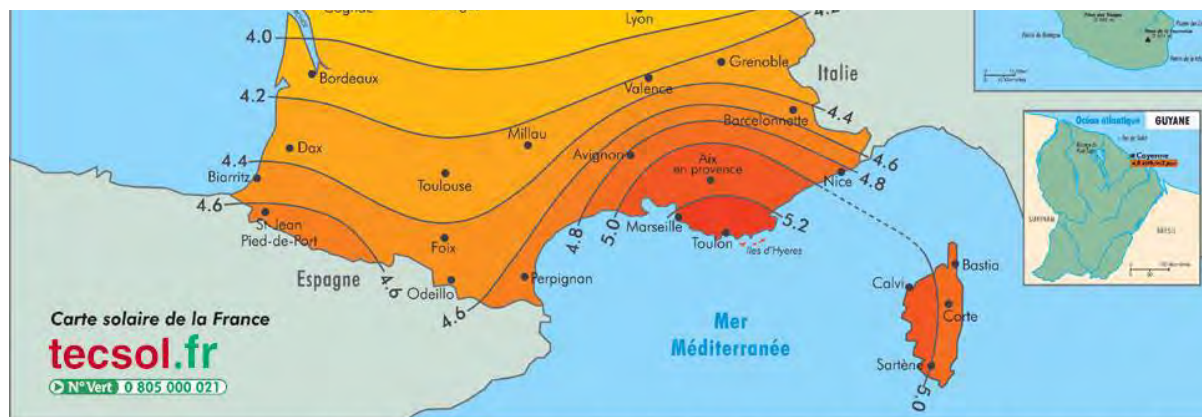 Lyon
4.2
4.0
Bordeaux
Grenoble
Italie
Valence
4.2
4.4
Barcelonnette
Millau
Dax
Avignon
Aix
en provence
4.6
4.8
4.4
Biarritz
Toulouse
Nice
4.6
St Jean
Pied-de-Port
Foix
4.8
5.0
Marseille
5.2
Toulon
Iles d'Hyeres
Espagne
4.6
Odeillo
4.6
Perpignan
Bastia
Calvi
Corte
Sartène
5.0
Mer
Méditerranée
Carte solaire de la France
tecsol.fr
N° Vert 0 805 000 021
Océan atlantique
GUYANE
Cayenne